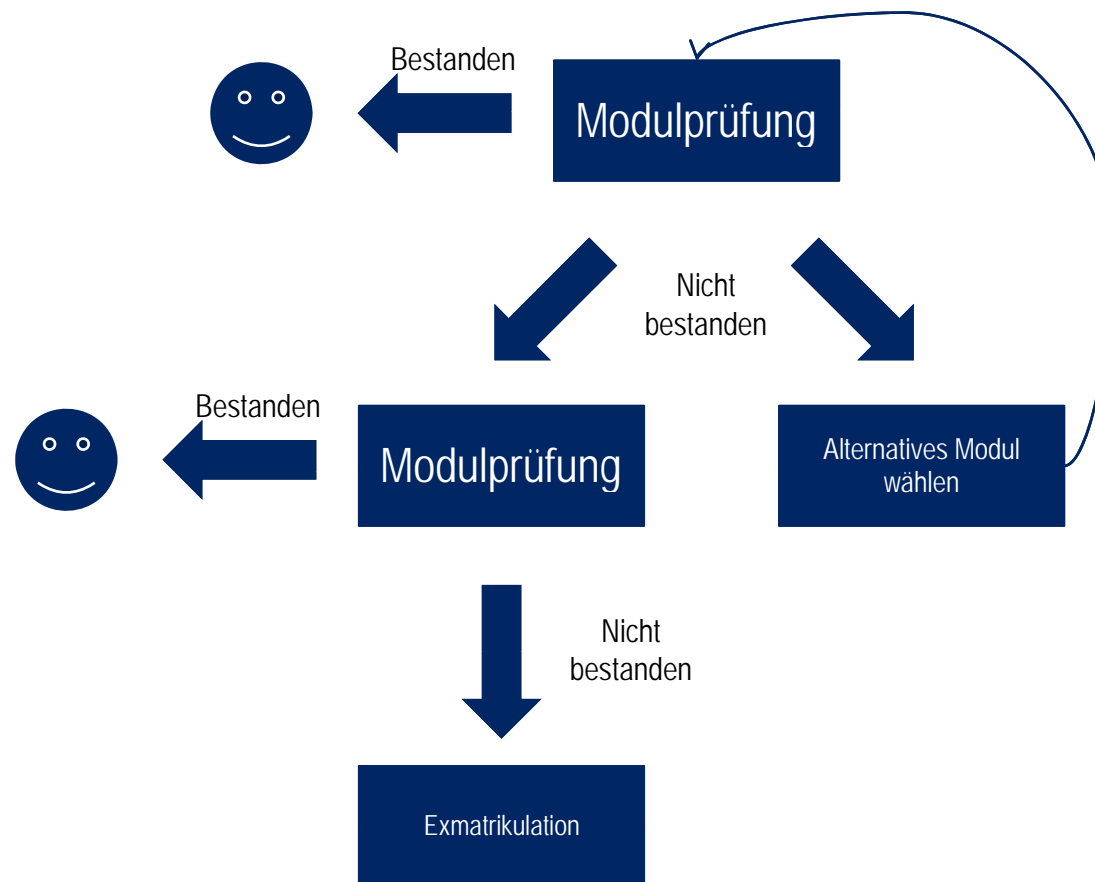 Bestanden
Modulprüfung
Nicht
bestanden
Bestanden
Modulprüfung
Alternatives Modul
wählen
Nicht
bestanden
Exmatrikulation